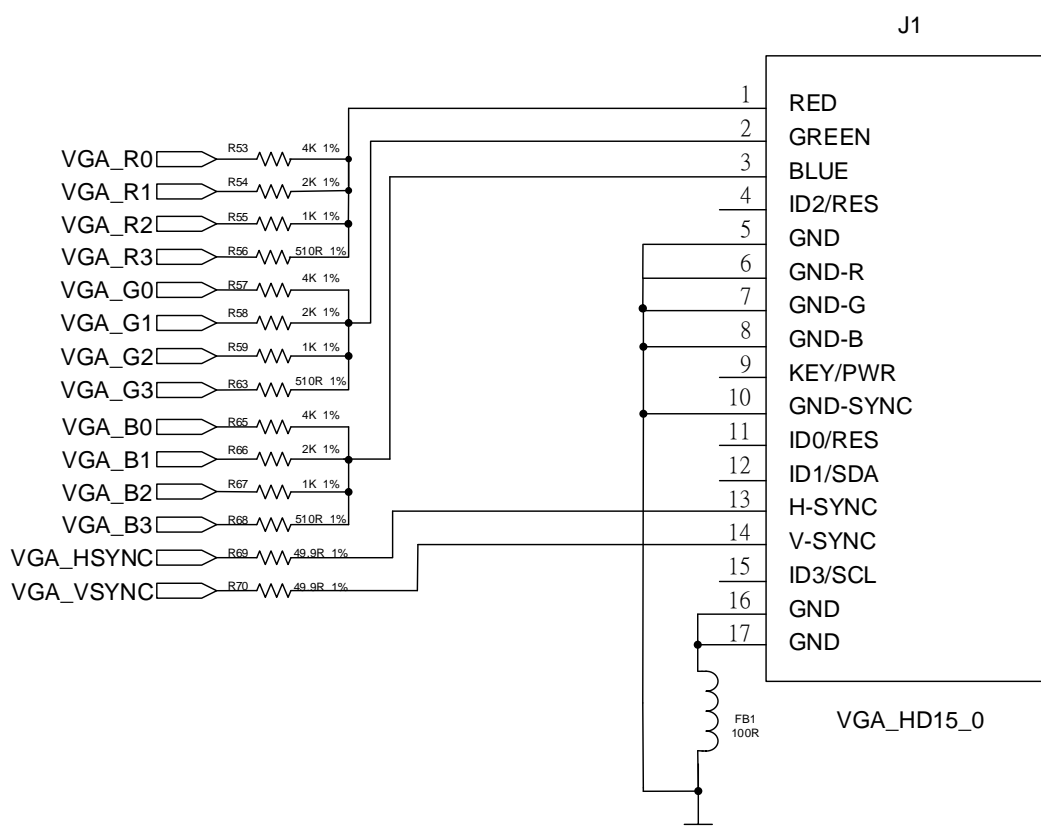 J1
1 RED
2 GREEN
3 BLUE
4 ID2/RES
5 GND
6 GND-R
7 GND-G
8 GND-B
9 KEY/PWR
10 GND-SYNC
11 ID0/RES
12 ID1/SDA
13 H-SYNC
14 V-SYNC
15 ID3/SCL
16 GND
17 GND
VGA_HD15_0
VGA_R0 R53 4K 1%
VGA_R1 R54 2K 1%
VGA_R2 R55 1K 1%
VGA_R3 R56 510R 1%
VGA_G0 R57 4K 1%
VGA_G1 R58 2K 1%
VGA_G2 R59 1K 1%
VGA_G3 R63 510R 1%
VGA_B0 R65 4K 1%
VGA_B1 R66 2K 1%
VGA_B2 R67 1K 1%
VGA_B3 R68 510R 1%
VGA_HSYNC R69 49.9R 1%
VGA_VSYNC R70 49.9R 1%
FB1
100R